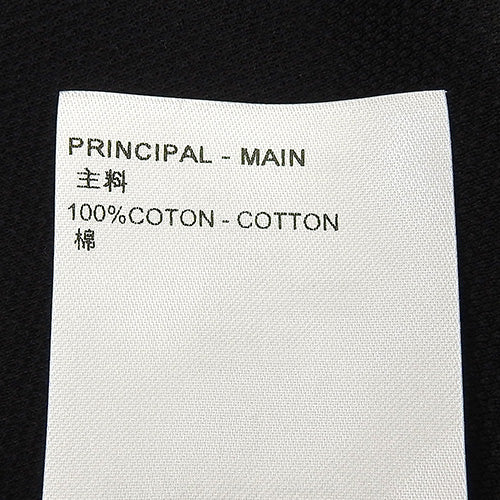 PRINCIPAL - MAIN
主料
100%COTON - COTTON
棉